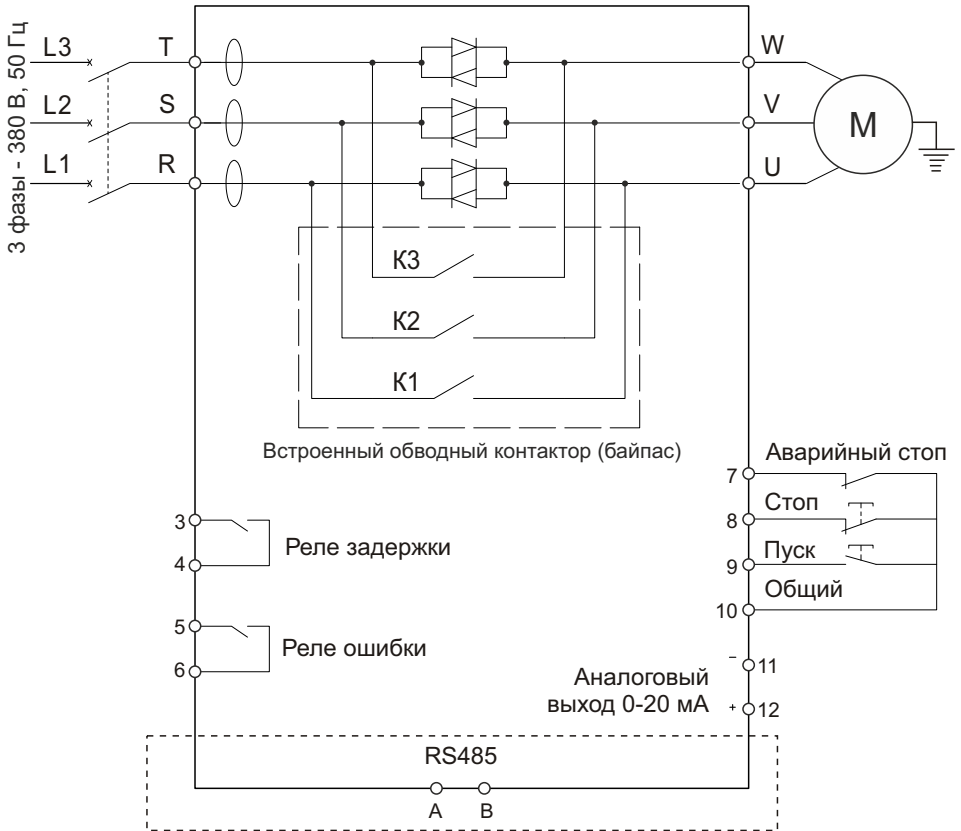 3 фазы - 380 В, 50 Гц
L3
T
W
L2
S
V
M
L1
R
U
К3
К2
К1
Встроенный обводный контактор (байпас)
Аварийный стоп
7
Стоп
8
Пуск
9
Общий
10
3
Реле задержки
4
5
Реле ошибки
6
Аналоговый
выход 0-20 мА
- 11
+ 12
RS485
A
B